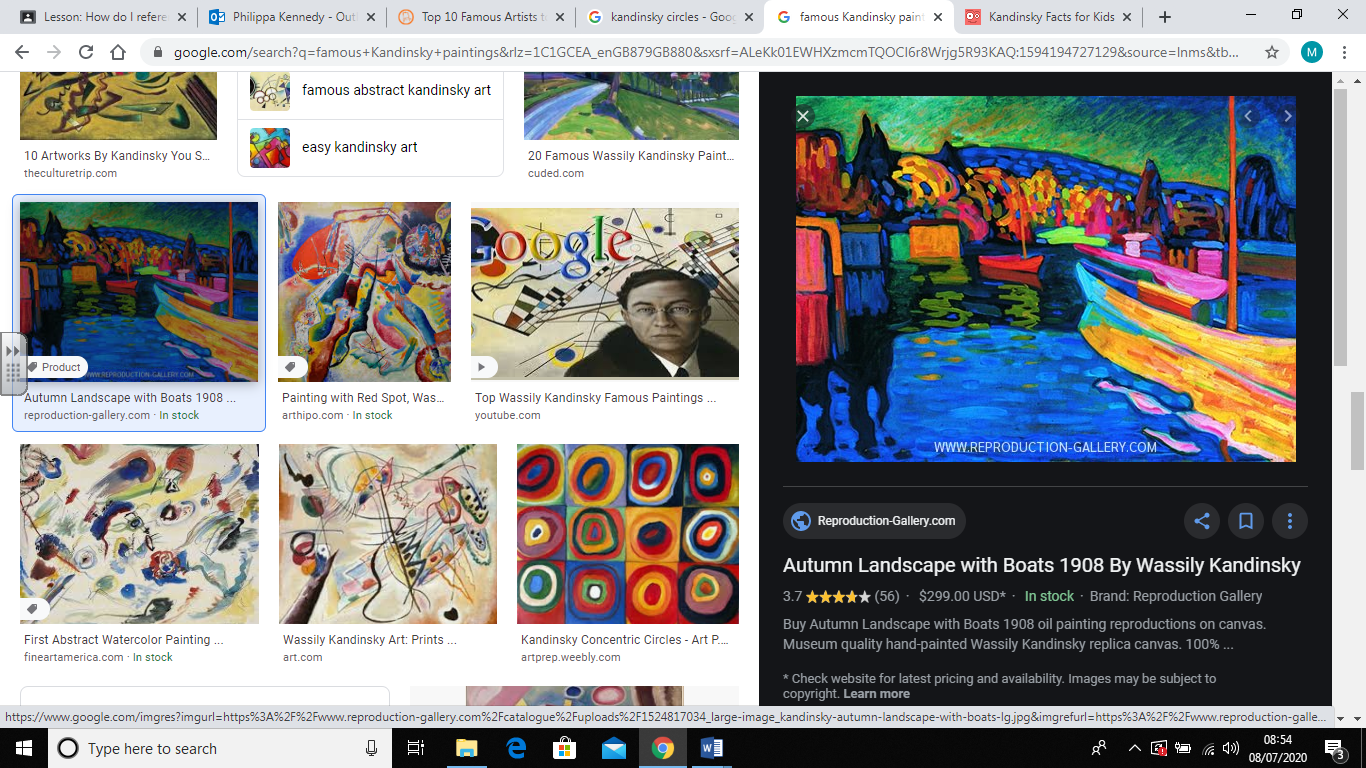 Lesson: How do I refere
Philippa Kennedy - Out
Top 10 Famous Artists t
kandinsky circles - Goo
famous Kandinsky paint
Kandinsky Facts for Kids
google.com/search?q=famous+Kandinsky+paintings&rlz=1C1GCEA_enGB879GB880&sxsrf=ALeKk01EWHXzmcmTQOCl6r8Wrjg5R93KAQ:1594194727129&source=lnms&tb...
M
famous abstract kandinsky art
easy kandinsky art
10 Artworks By Kandinsky You S...
theculturetrip.com
20 Famous Wassily Kandinsky Paint...
cuded.com
Product
WWW.REPRODUCTION-GALLERY.COM
Autumn Landscape with Boats 1908 ...
reproduction-gallery.com · In stock
Painting with Red Spot, Was...
arthipo.com · In stock
Google
Top Wassily Kandinsky Famous Paintings ...
youtube.com
First Abstract Watercolor Painting ...
fineartamerica.com · In stock
Wassily Kandinsky Art: Prints ...
art.com
Kandinsky Concentric Circles - Art P...
artprep.weebly.com
WWW.REPRODUCTION-GALLERY.COM
Reproduction-Gallery.com
Autumn Landscape with Boats 1908 By Wassily Kandinsky
3.7 ★★★★★ (56) · $299.00 USD* · In stock · Brand: Reproduction Gallery
Buy Autumn Landscape with Boats 1908 oil painting reproductions on canvas.
Museum quality hand-painted Wassily Kandinsky replica canvas. 100% ...
* Check website for latest pricing and availability. Images may be subject to
copyright. Learn more
https://www.google.com/imgres?imgurl=https%3A%2F%2Fwww.reproduction-gallery.com%2Fcatalogue%2Fuploads%2F1524817034_large-image_kandinsky-autumn-landscape-with-boats-lg.jpg&imgrefurl=https%3A%2F%2Fwww.reproduction-galle...
Type here to search
08:54
08/07/2020
3